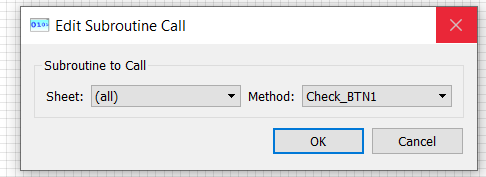 Edit Subroutine Call
Subroutine to Call
Sheet: (all) Method: Check_BTN1
OK Cancel